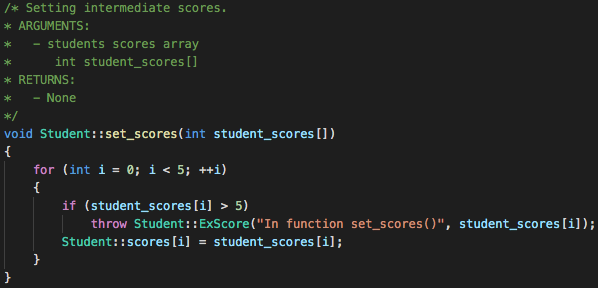 /* Setting intermediate scores.
* ARGUMENTS:
*   - students scores array
*      int student_scores[]
* RETURNS:
*   - None
*/
void Student::set_scores(int student_scores[])
{
    for (int i = 0; i < 5; ++i)
    {
        if (student_scores[i] > 5)
            throw Student::ExScore("In function set_scores()", student_scores[i]);
        Student::scores[i] = student_scores[i];
    }
}